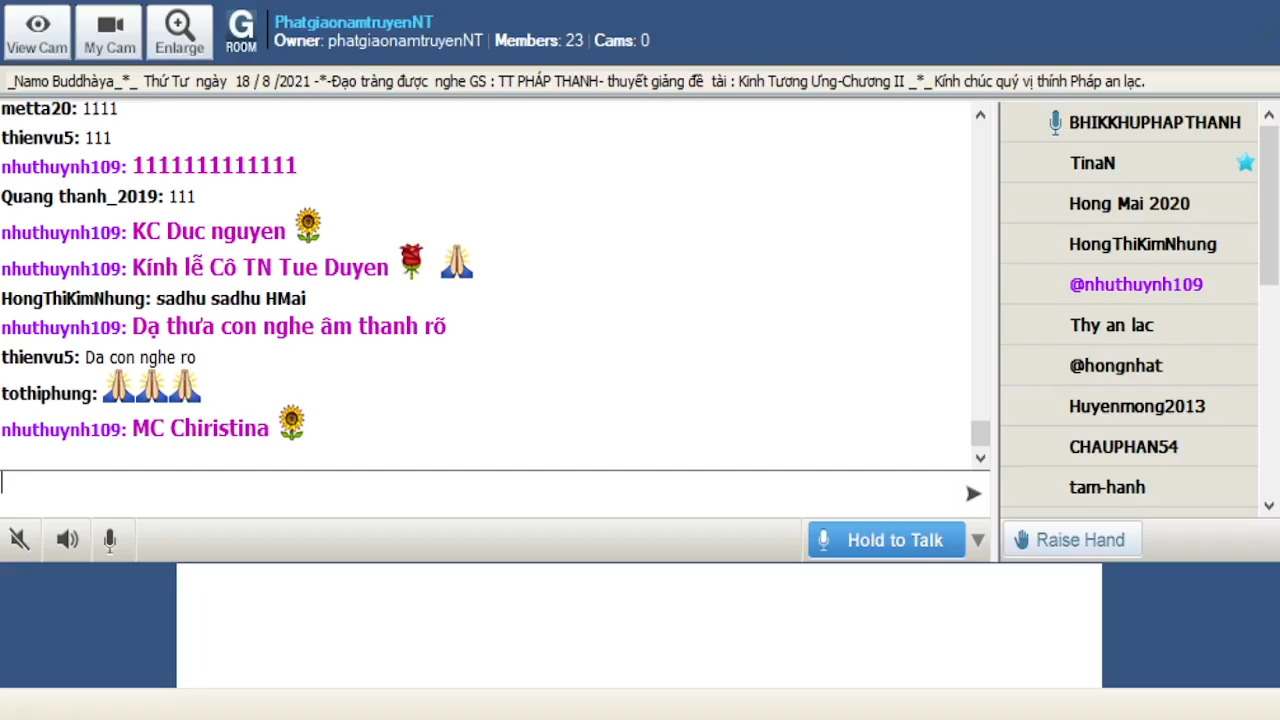 View Cam
My Cam
Enlarge
G
ROOM
PhatgiaonamtruyenNT
Owner: phatgiaonamtruyenNT | Members: 23 | Cams: 0
_Namo Buddhàya_*_ Thứ Tư ngày 18 / 8 /2021 -*-Đạo tràng được nghe GS : TT PHÁP THANH- thuyết giảng đề tài : Kinh Tương Ưng-Chương II _*_Kính chúc quý vị thính Pháp an lạc.
metta20: 1111
thienvu5: 111
nhuthuynh109: 1111111111111
Quang thanh_2019: 111
nhuthuynh109: KC Duc nguyen
nhuthuynh109: Kính lễ Cô TN Tue Duyen
HongThiKimNhung: sadhu sadhu HMai
nhuthuynh109: Dạ thưa con nghe âm thanh rõ
thienvu5: Da con nghe ro
tothiphung:
nhuthuynh109: MC Chiristina
BHIKKHUPHAPTHANH
TinaN
Hong Mai 2020
HongThiKimNhung
@nhuthuynh109
Thy an lac
@hongnhat
Huyenmong2013
CHAUPHAN54
tam-hanh
Hold to Talk
Raise Hand